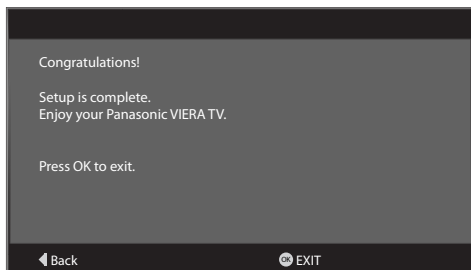 Congratulations!
Setup is complete.
Enjoy your Panasonic VIERA TV.
Press OK to exit.
Back
OK EXIT